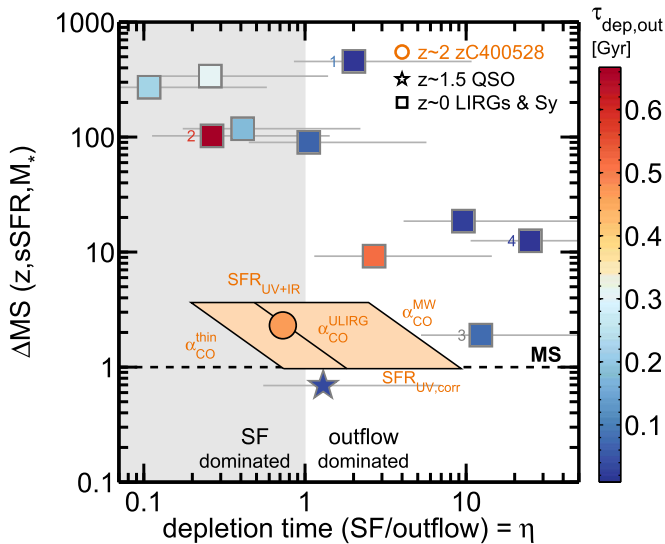 τdep,out
[Gyr]
1000
100
10
1
0.1
ΔMS (z,sSFR,M*)
z~2 zC400528
z~1.5 QSO
z~0 LIRGs & Sy
1
2
4
3
SFRUV+IR
αCOthin
αCOULIRG
αCOMW
SFRUV,corr
MS
SF
dominated
outflow
dominated
0.1
1
10
depletion time (SF/outflow) = η
0.6
0.5
0.4
0.3
0.2
0.1